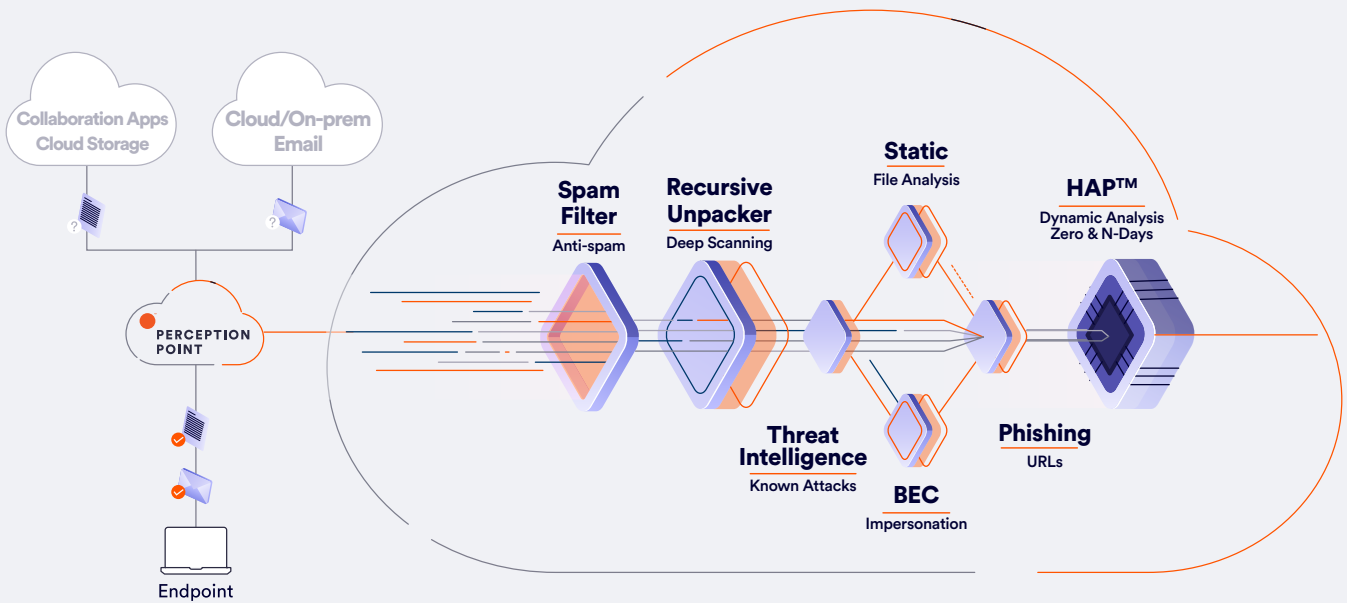 Collaboration Apps
Cloud Storage
Cloud/On-prem
Email
?
?
PERCEPTION
POINT
Endpoint
Spam
Filter
Anti-spam
Recursive
Unpacker
Deep Scanning
Threat
Intelligence
Known Attacks
Static
File Analysis
BEC
Impersonation
Phishing
URLs
HAP™
Dynamic Analysis
Zero & N-Days